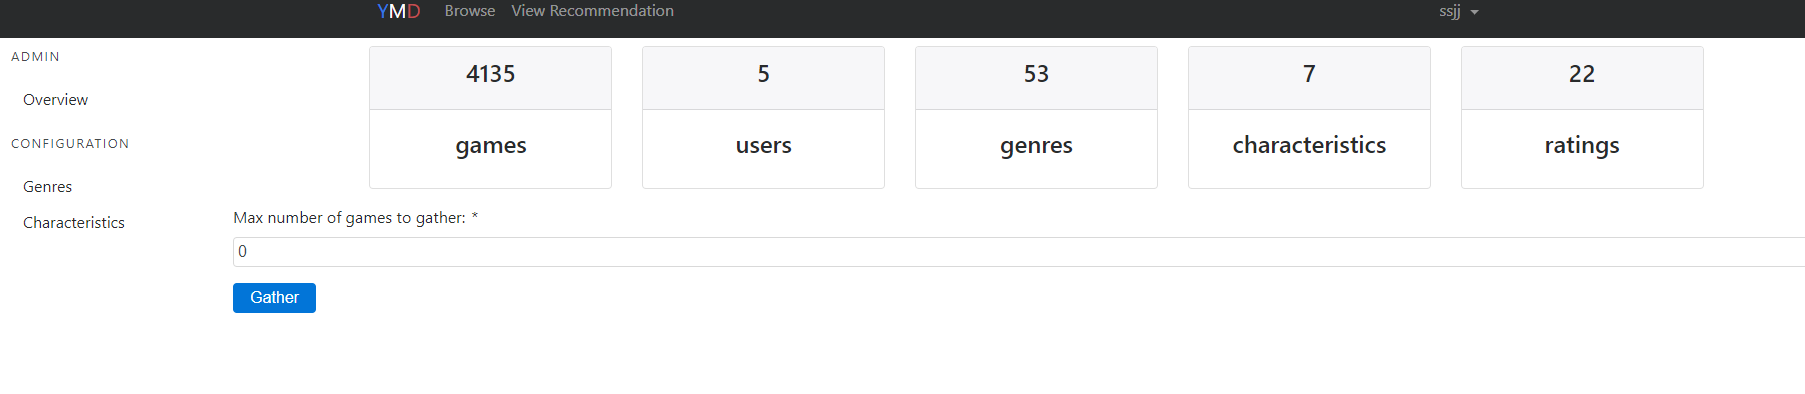 YMD Browse View Recommendation ssjj
ADMIN
Overview
CONFIGURATION
Genres
Characteristics
4135
games
5
users
53
genres
7
characteristics
22
ratings
Max number of games to gather: *
0
Gather